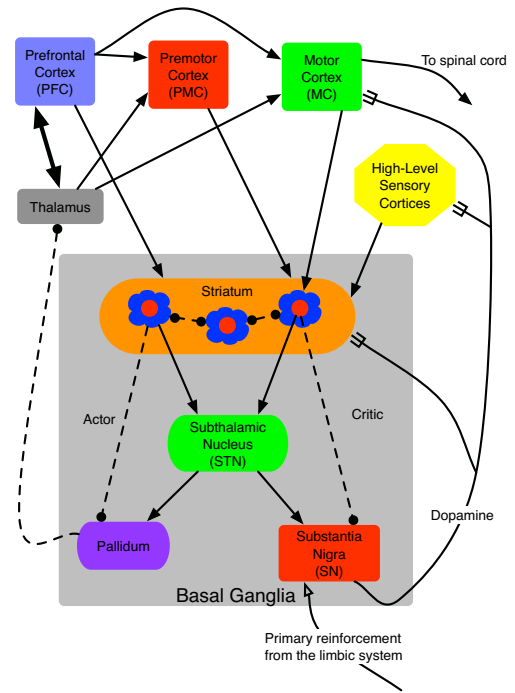 Prefrontal
Cortex
(PFC)
Premotor
Cortex
(PMC)
Motor
Cortex
(MC)
To spinal cord
High-Level
Sensory
Cortices
Thalamus
Striatum
Actor
Critic
Subthalamic
Nucleus
(STN)
Dopamine
Pallidum
Substantia
Nigra
(SN)
Basal Ganglia
Primary reinforcement
from the limbic system